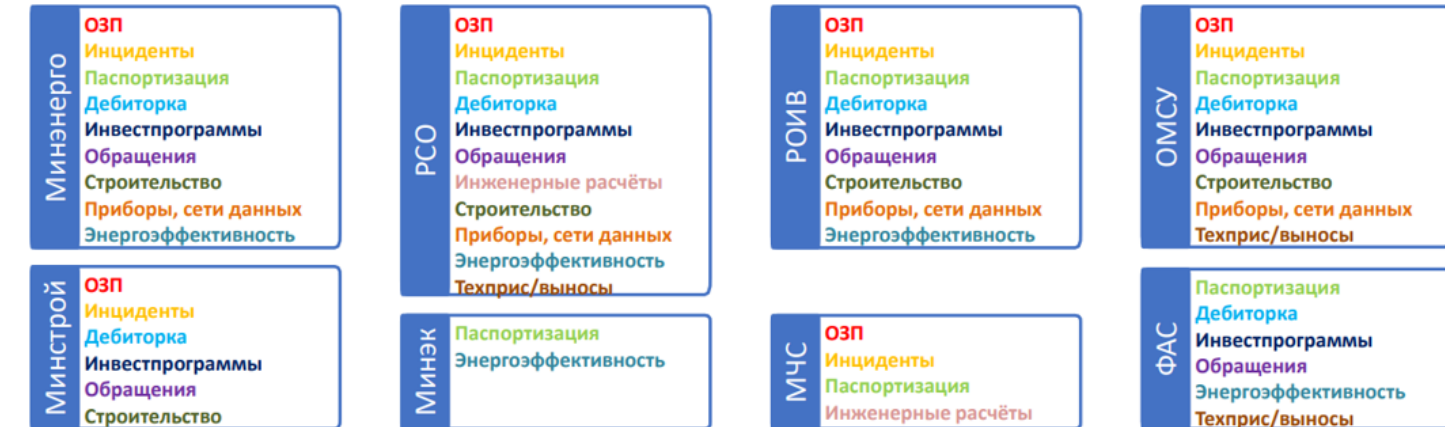 Минэнерго
ОЗП
Инциденты
Паспортизация
Дебиторка
Инвестпрограммы
Обращения
Строительство
Приборы, сети данных
Энергоэффективность
РСО
ОЗП
Инциденты
Паспортизация
Дебиторка
Инвестпрограммы
Обращения
Инженерные расчёты
Строительство
Приборы, сети данных
Энергоэффективность
Техприс/выносы
РОИВ
ОЗП
Инциденты
Паспортизация
Дебиторка
Инвестпрограммы
Обращения
Строительство
Приборы, сети данных
Энергоэффективность
ОМСУ
ОЗП
Инциденты
Паспортизация
Дебиторка
Инвестпрограммы
Обращения
Строительство
Приборы, сети данных
Техприс/выносы
Минстрой
ОЗП
Инциденты
Дебиторка
Инвестпрограммы
Обращения
Строительство
Минэк
Паспортизация
Энергоэффективность
МЧС
ОЗП
Инциденты
Паспортизация
Инженерные расчёты
ФАС
Паспортизация
Дебиторка
Инвестпрограммы
Обращения
Энергоэффективность
Техприс/выносы